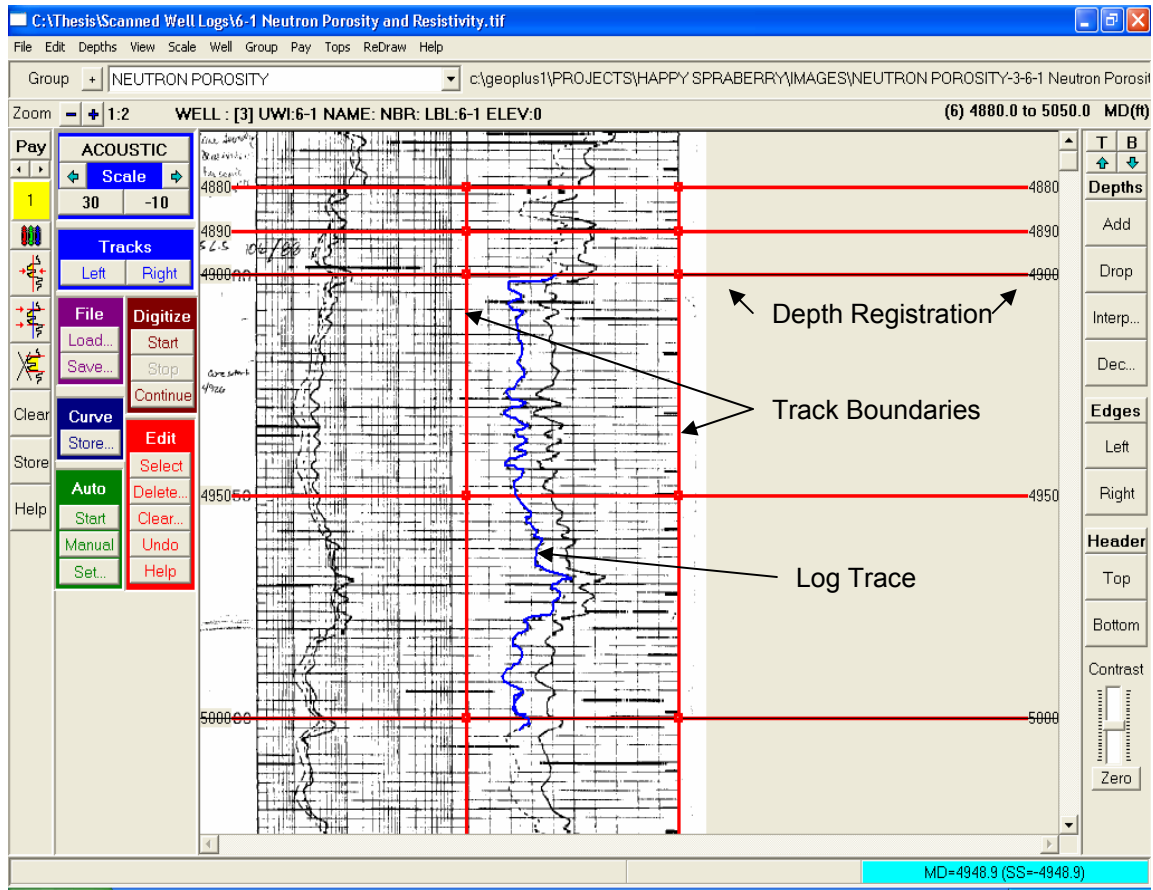 C:\Thesis\Scanned Well Logs\6-1 Neutron Porosity and Resistivity.tif
File Edit Depths View Scale Well Group Pay Tops ReDraw Help
Group + NEUTRON POROSITY c:\geoplus1\PROJECTS\HAPPY SPRABERRY\IMAGES\NEUTRON POROSITY-3-6-1 Neutron Porosit
Zoom - + 1:2 WELL : [3] UWI:6-1 NAME: NBR: LBL:6-1 ELEV:0 (6) 4880.0 to 5050.0 MD(ft)
Pay
1
Clear
Store
Help
ACOUSTIC
Scale
30 -10
Tracks
Left Right
File
Load...
Save...
Curve
Store...
Auto
Start
Manual
Set...
Digitize
Start
Stop
Continue
Edit
Select
Delete...
Clear...
Undo
Help
4880 4880
4890 4890
4900 4900
Depth Registration
Core start
4926
Track Boundaries
4950 4950
Log Trace
5000 5000
T B
Depths
Add
Drop
Interp...
Dec...
Edges
Left
Right
Header
Top
Bottom
Contrast
Zero
MD=4948.9 (SS=-4948.9)